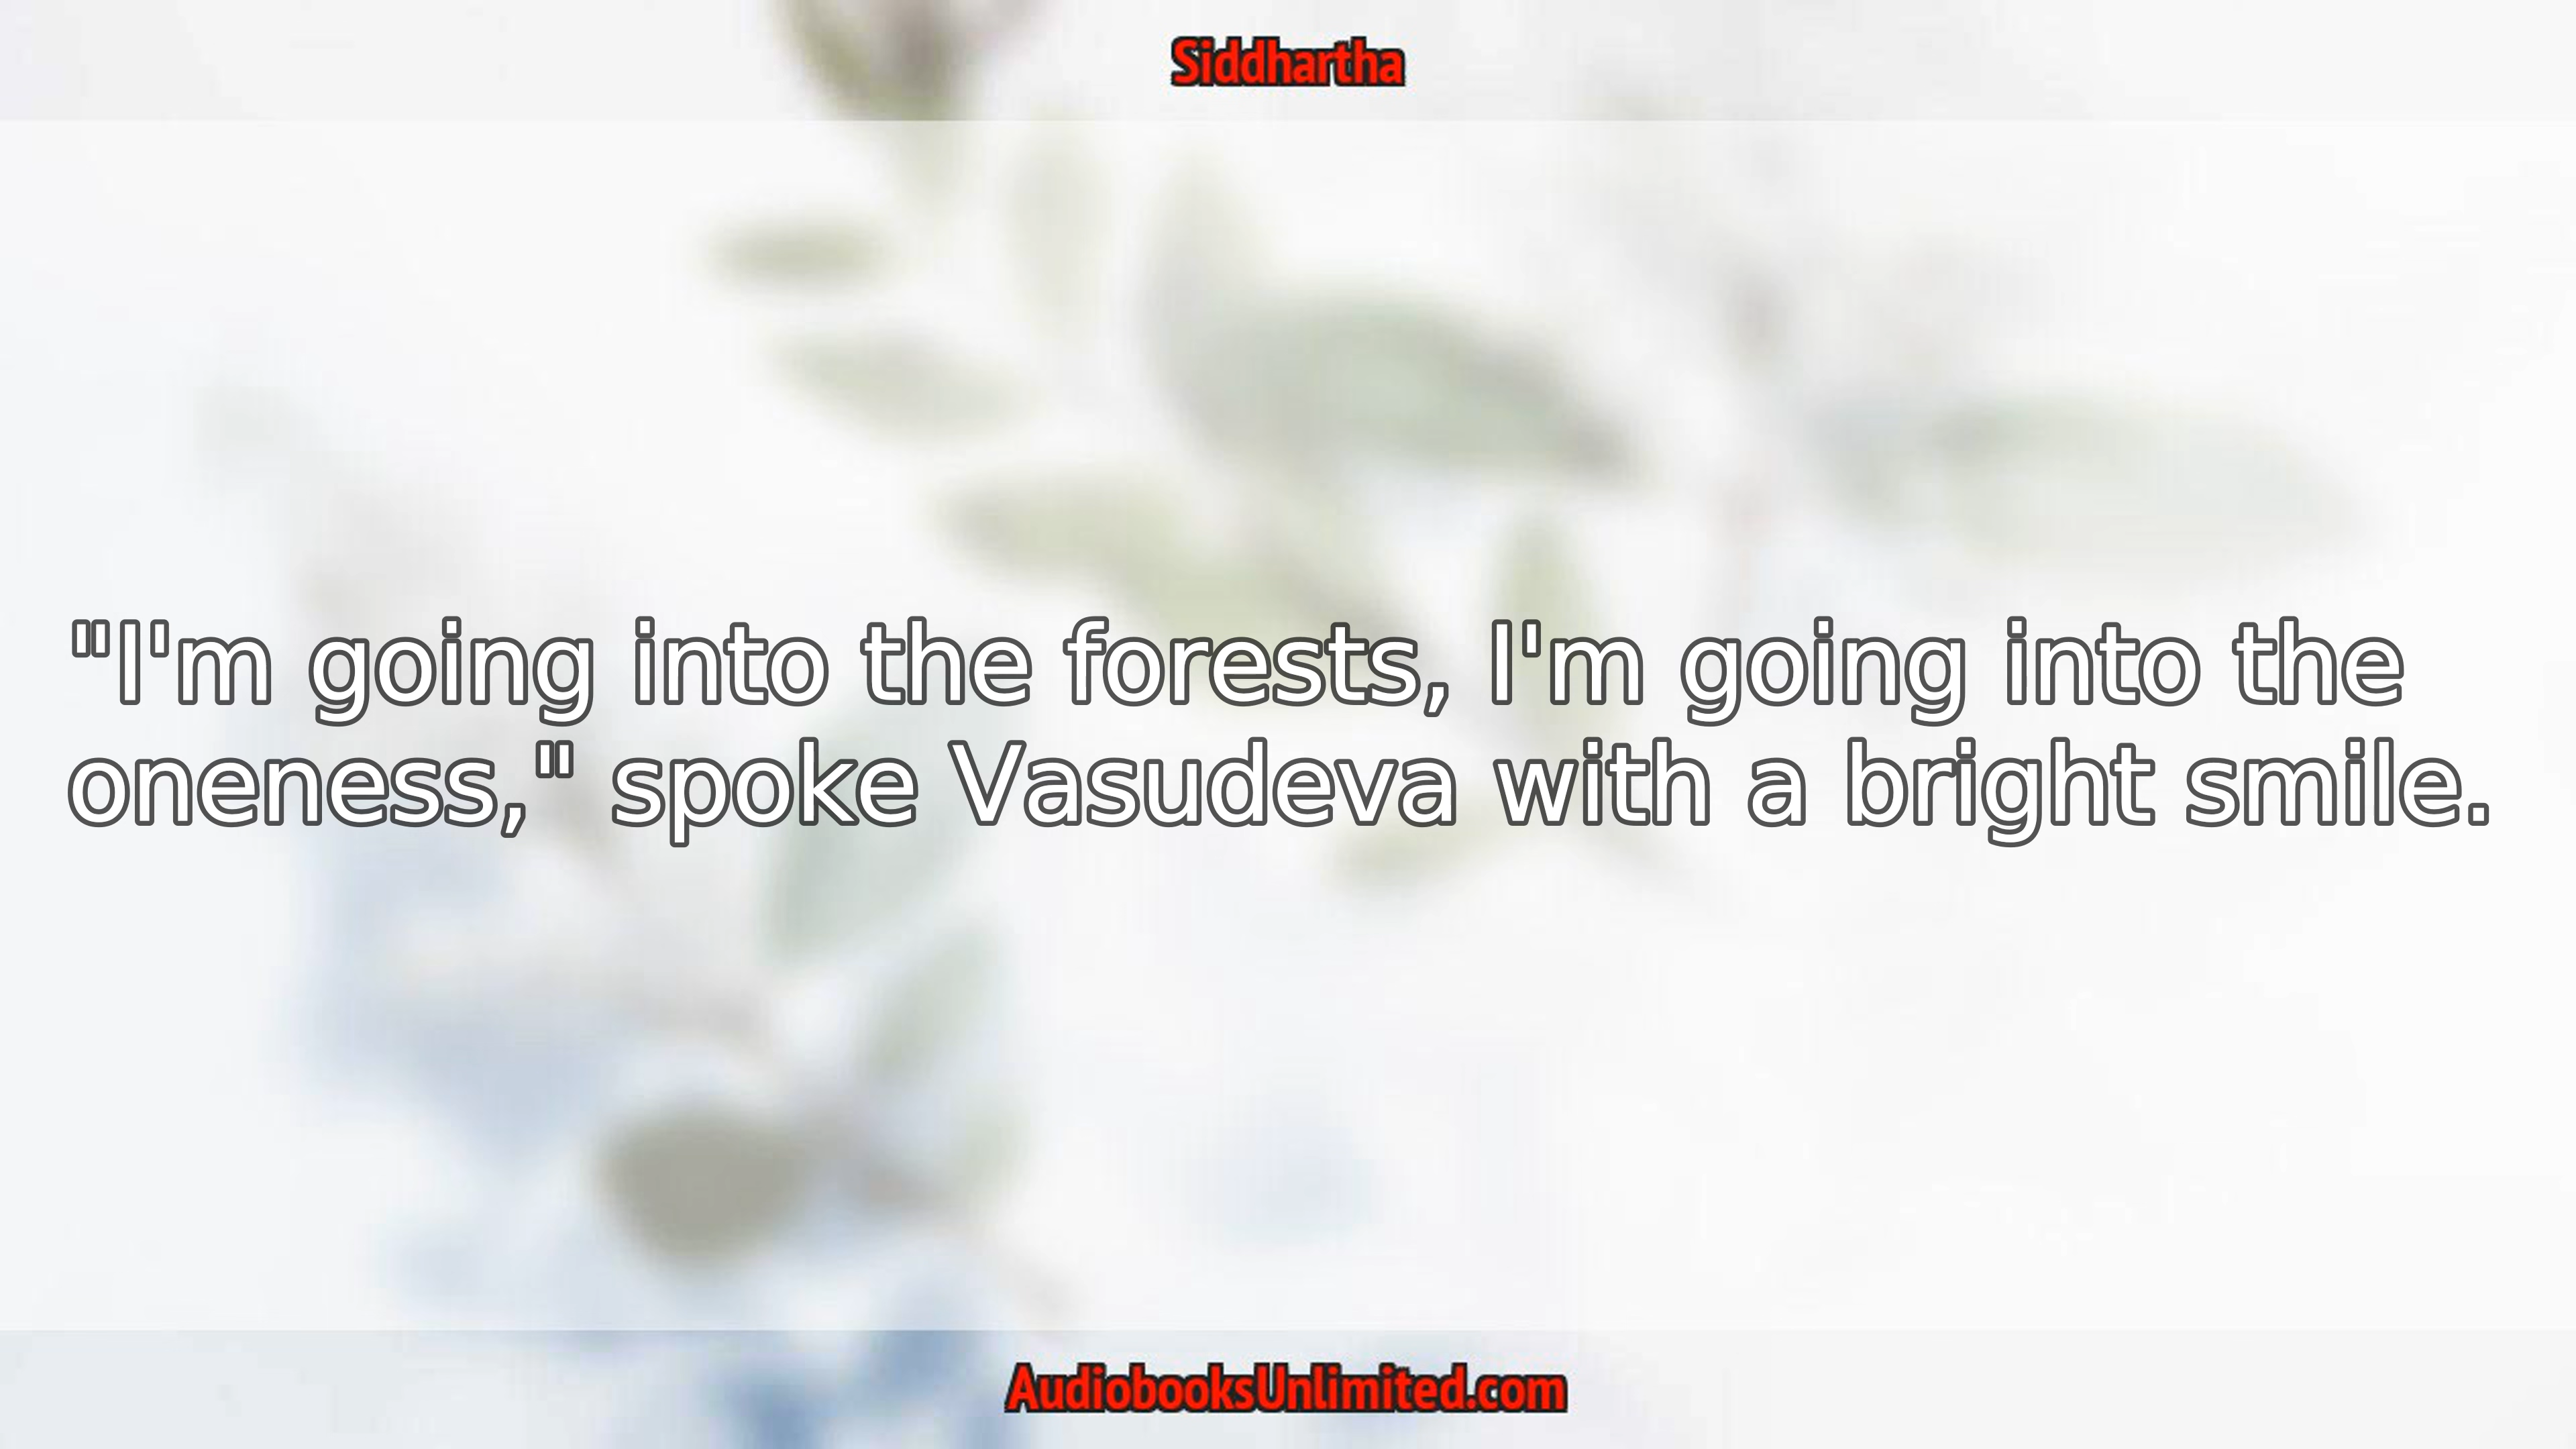 Siddhartha
"I'm going into the forests, I'm going into the
oneness," spoke Vasudeva with a bright smile.
AudiobooksUnlimited.com